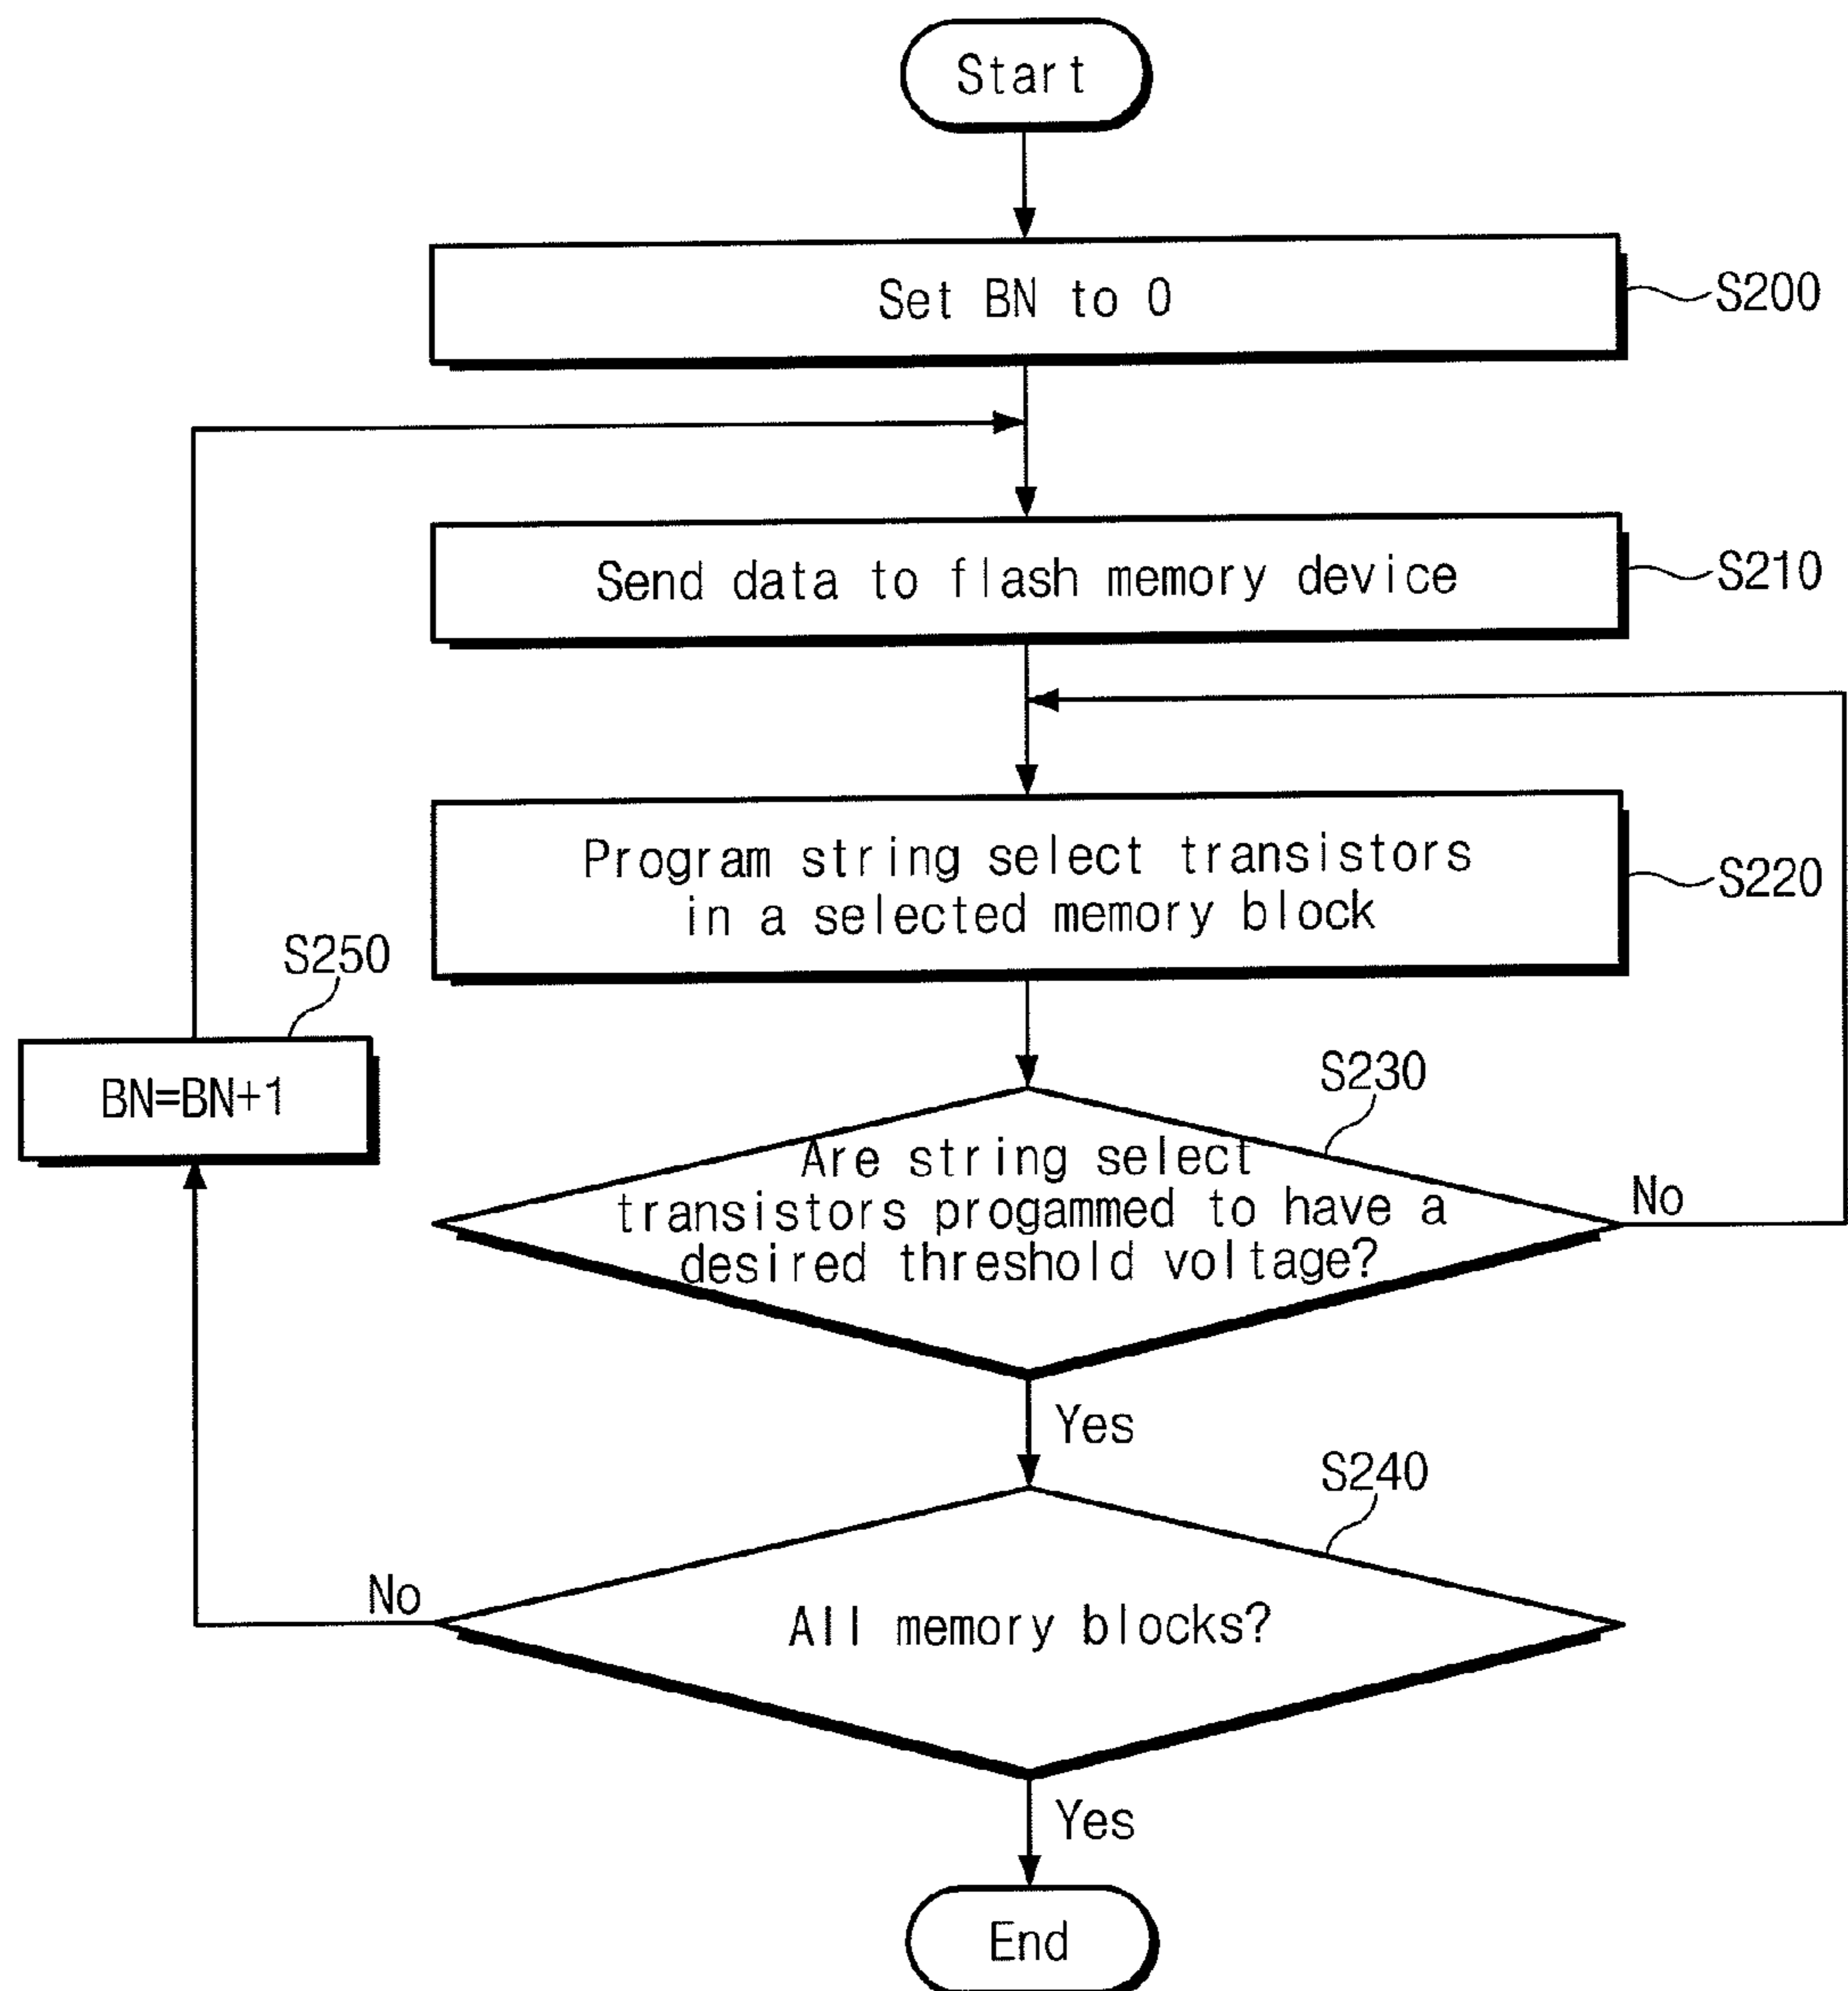 Start
Set BN to 0
S200
Send data to flash memory device
S210
Program string select transistors
in a selected memory block
S220
S250
BN=BN+1
S230
Are string select
transistors progammed to have a
desired threshold voltage?
No
Yes
S240
All memory blocks?
No
Yes
End